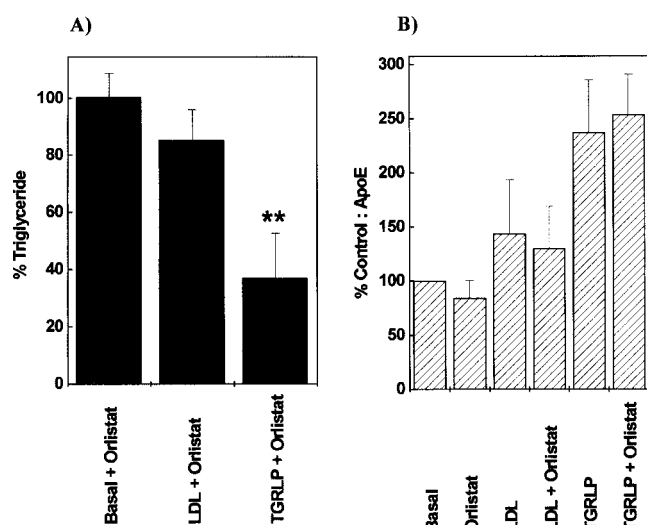 A)
% Triglyceride
100
80
60
40
20
0
**
Basal + Orlistat
LDL + Orlistat
TGRLP + Orlistat
B)
% Control : ApoE
300
250
200
150
100
50
0
Basal
Orlistat
LDL
LDL + Orlistat
TGRLP
TGRLP + Orlistat